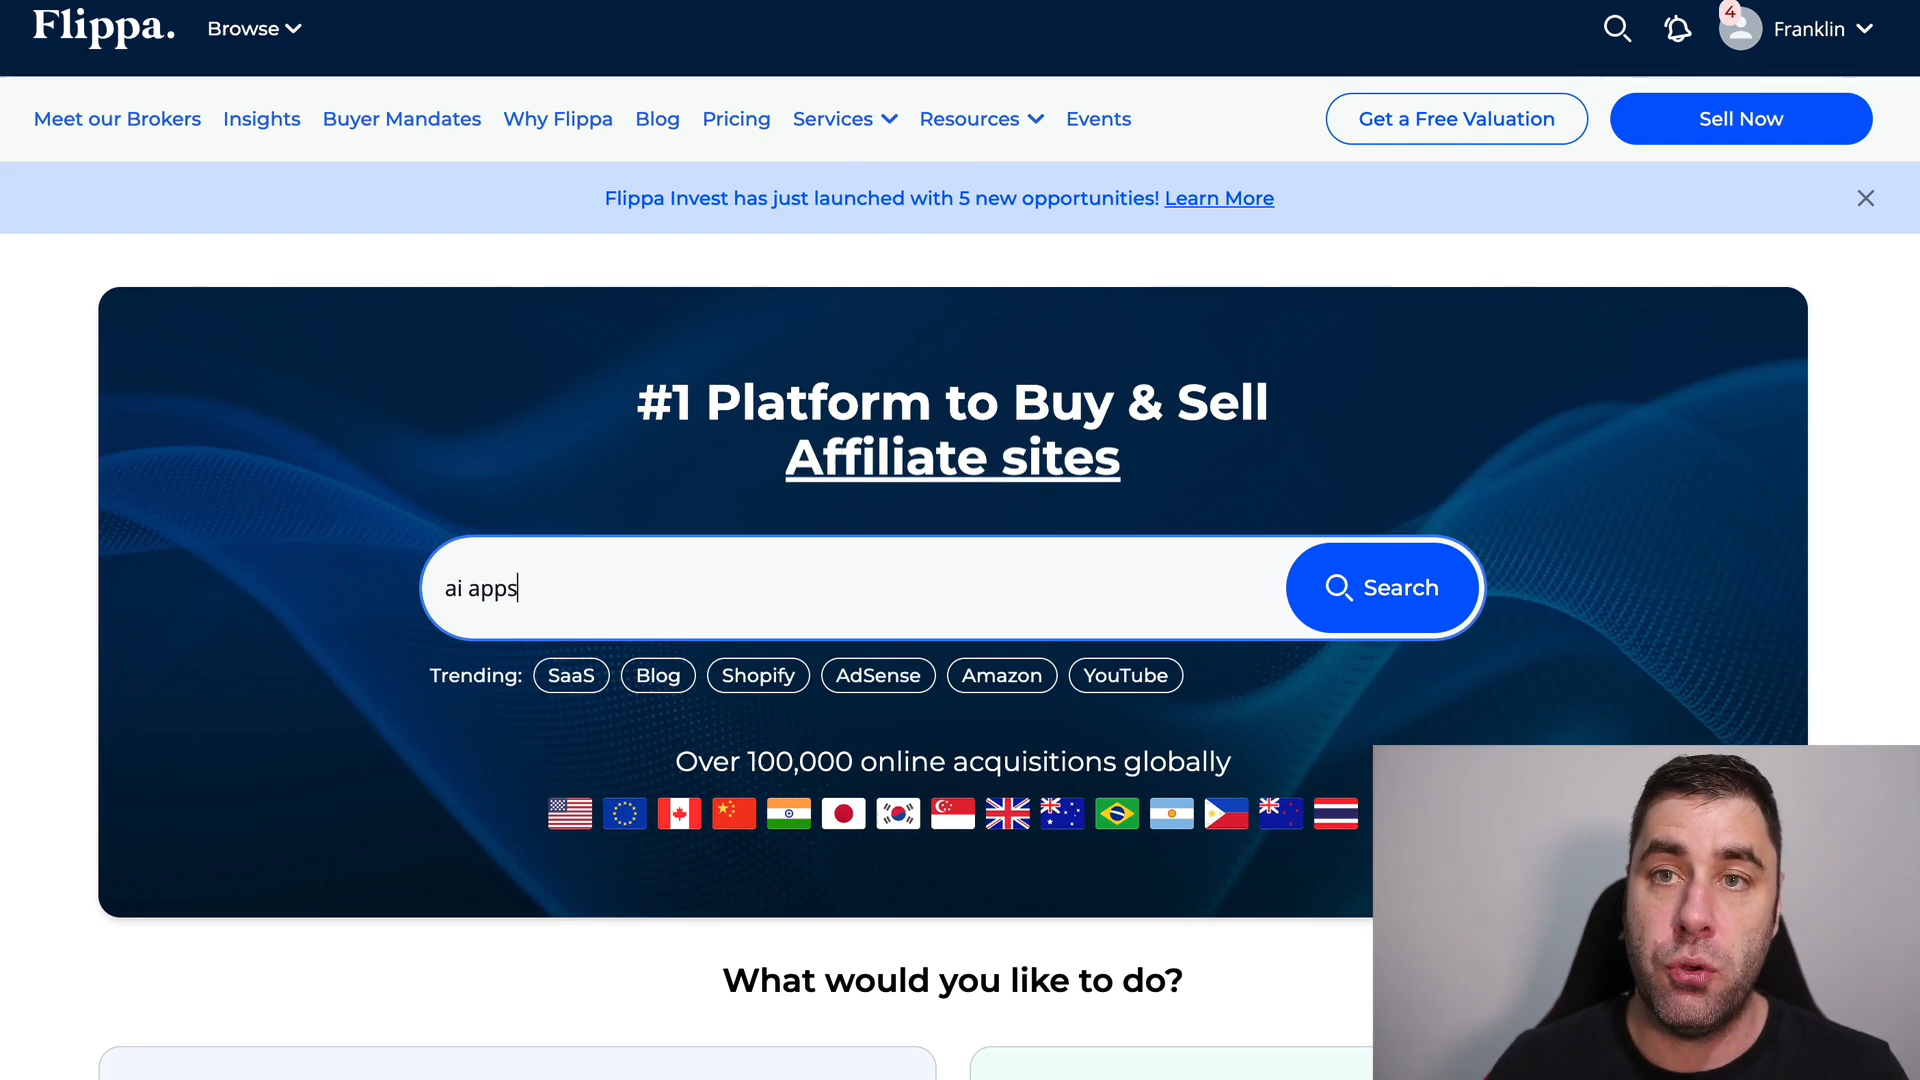 Flippa.
Browse
4
Franklin
Meet our Brokers
Insights
Buyer Mandates
Why Flippa
Blog
Pricing
Services
Resources
Events
Get a Free Valuation
Sell Now
Flippa Invest has just launched with 5 new opportunities! Learn More
#1 Platform to Buy & Sell
Affiliate sites
ai apps
Search
Trending:
SaaS
Blog
Shopify
AdSense
Amazon
YouTube
Over 100,000 online acquisitions globally
What would you like to do?